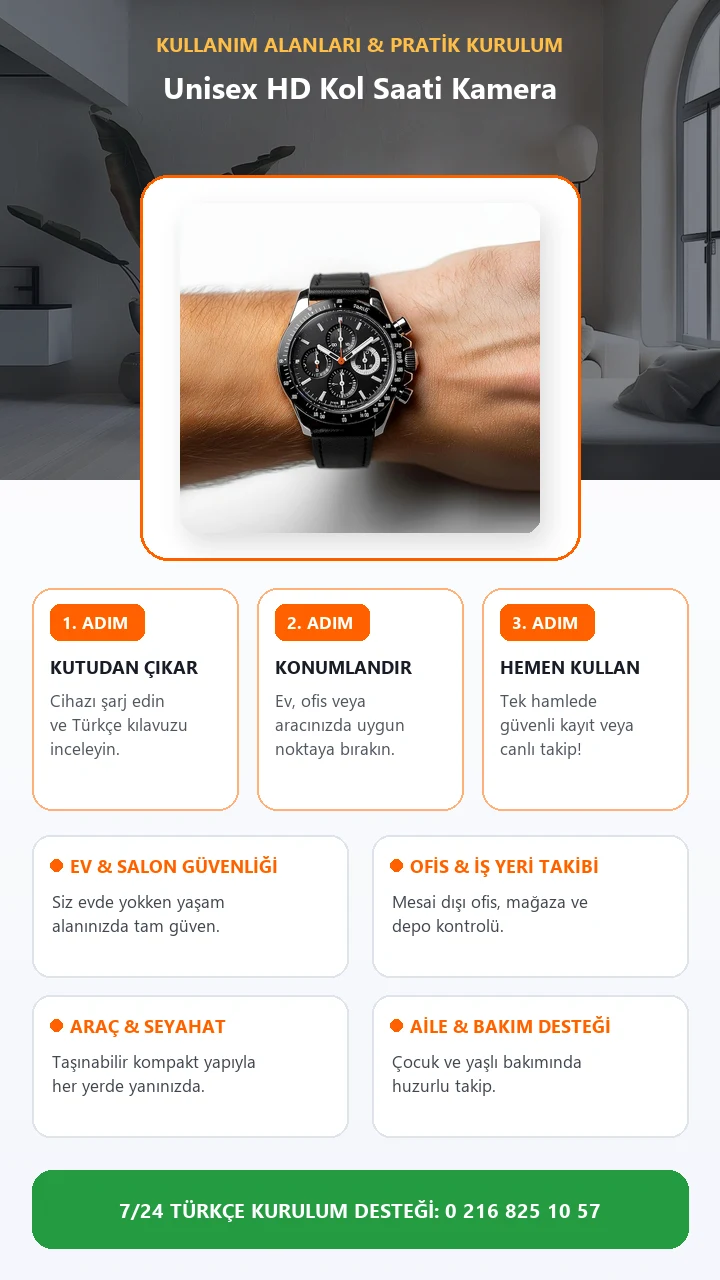 KULLANIM ALANLARI & PRATİK KURULUM
Unisex HD Kol Saati Kamera
1. ADIM
KUTUDAN ÇIKAR
Cihazı şarj edin
ve Türkçe kılavuzu
inceleyin.
2. ADIM
KONUMLANDIR
Ev, ofis veya
aracınızda uygun
noktaya bırakın.
3. ADIM
HEMEN KULLAN
Tek hamlede
güvenli kayıt veya
canlı takip!
EV & SALON GÜVENLİĞİ
Siz evde yokken yaşam
alanınızda tam güven.
OFİS & İŞ YERİ TAKİBİ
Mesai dışı ofis, mağaza ve
depo kontrolü.
ARAÇ & SEYAHAT
Taşınabilir kompakt yapıyla
her yerde yanınızda.
AİLE & BAKIM DESTEĞİ
Çocuk ve yaşlı bakımında
huzurlu takip.
7/24 TÜRKÇE KURULUM DESTEĞİ: 0 216 825 10 57